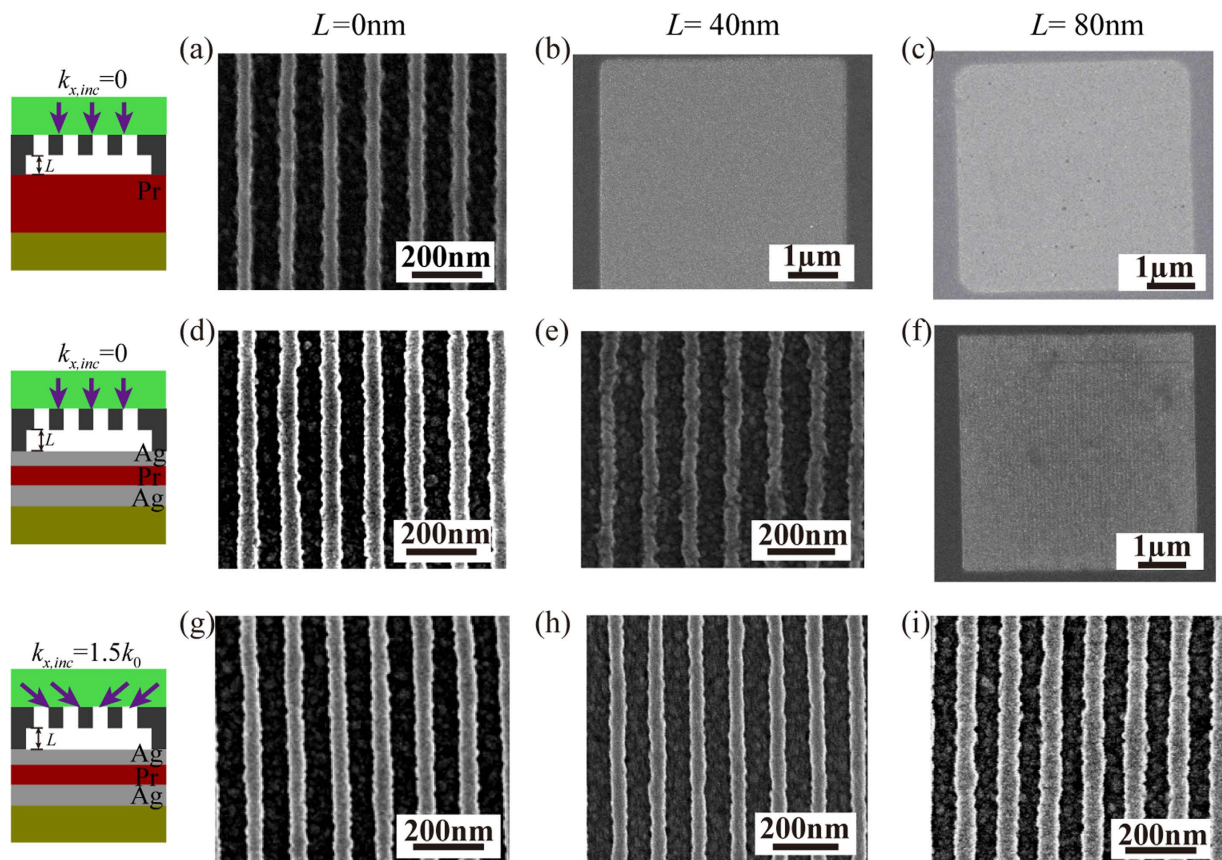 L=0nm
L= 40nm
L= 80nm
(a)
(b)
(c)
kx,inc=0
L
Pr
200nm
1μm
1μm
(d)
(e)
(f)
kx,inc=0
L
Ag
Pr
Ag
200nm
200nm
1μm
(g)
(h)
(i)
kx,inc=1.5k0
L
Ag
Pr
Ag
200nm
200nm
200nm